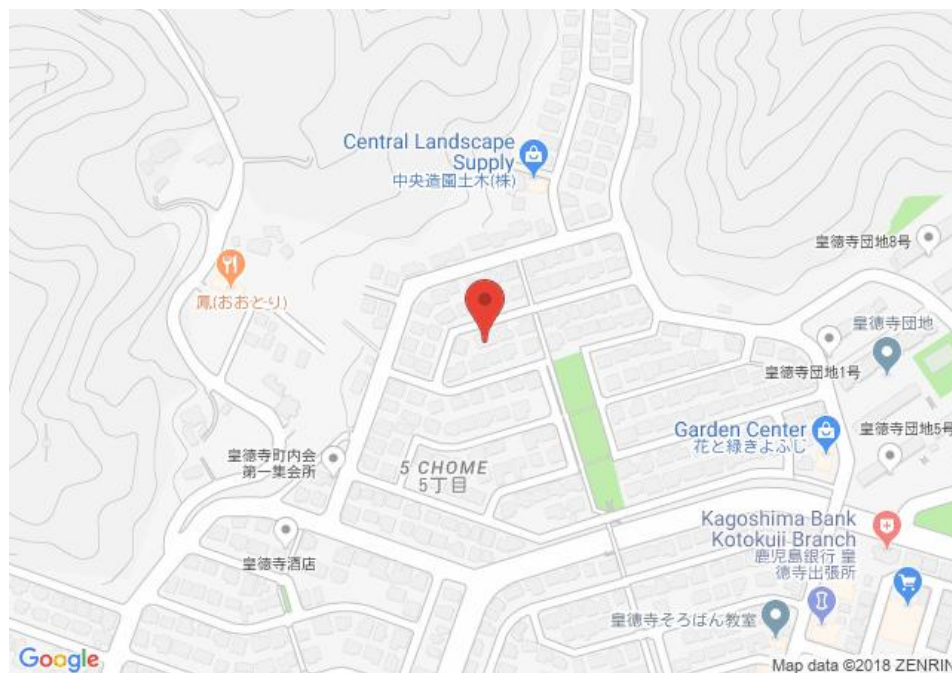 Central Landscape
Supply
中央造園土木(株)
皇徳寺団地8号
鳳(おおとり)
皇徳寺団地
皇徳寺団地1号
Garden Center
花と緑きよふじ
皇徳寺団地5号
皇徳寺町内会
第一集会所
5 CHOME
5丁目
Kagoshima Bank
Kotokuji Branch
鹿児島銀行 皇
徳寺出張所
皇徳寺酒店
皇徳寺そろばん教室
Google
Map data ©2018 ZENRIN